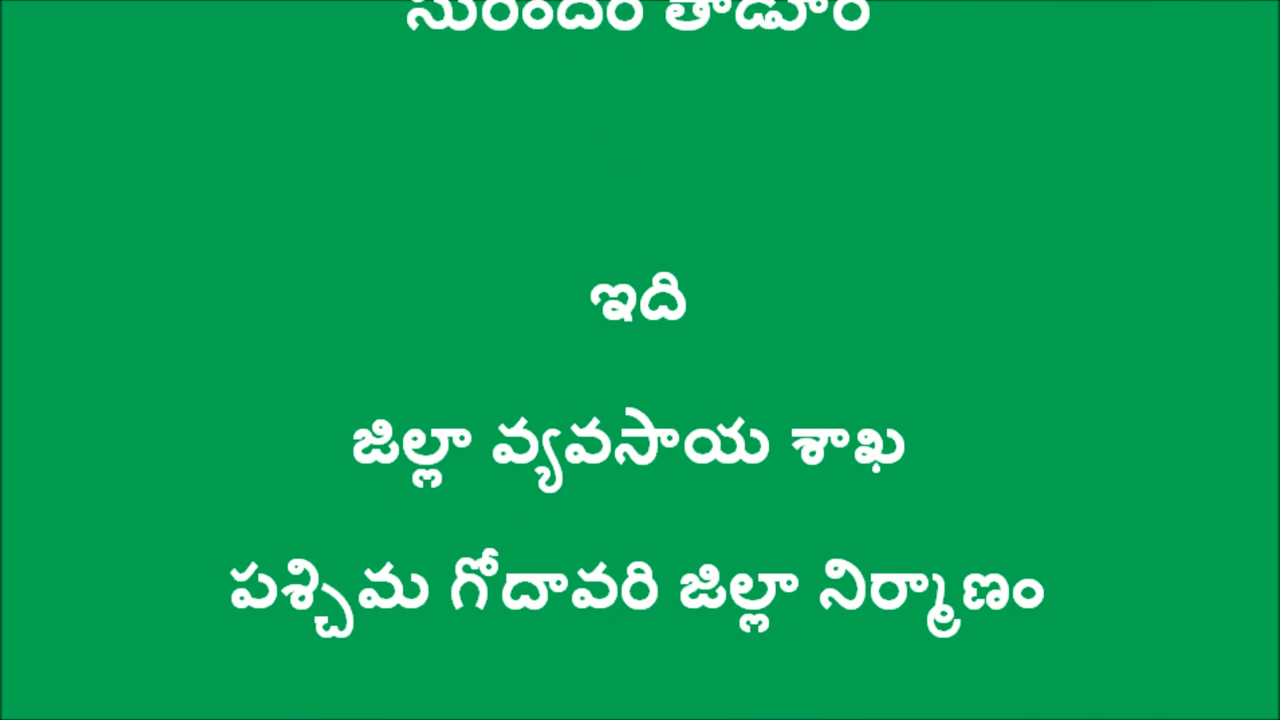 ఇది
జిల్లా వ్యవసాయ శాఖ
పశ్చిమ గోదావరి జిల్లా నిర్మాణం